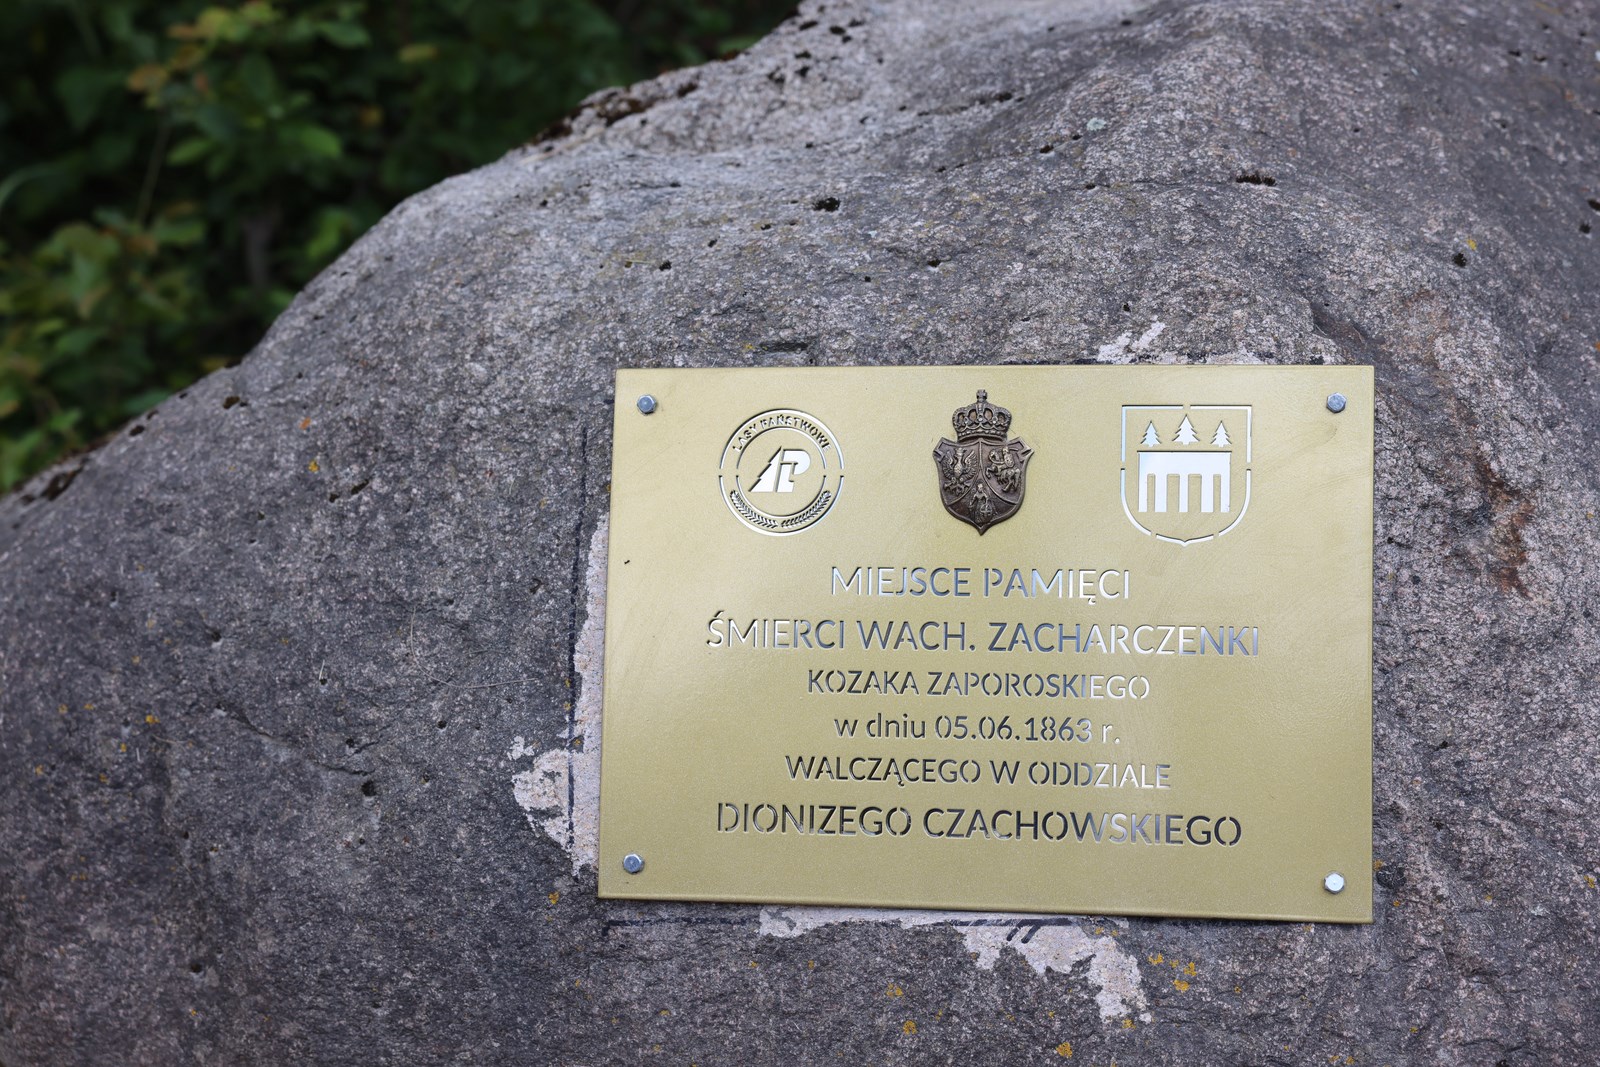 LASY PAŃSTWOWE
MIEJSCE PAMIĘCI
ŚMIERCI WACH. ZACHARCZENKI
KOZAKA ZAPOROSKIEGO
w dniu 05.06.1863 r.
WALCZĄCEGO W ODDZIALE
DIONIZEGO CZACHOWSKIEGO